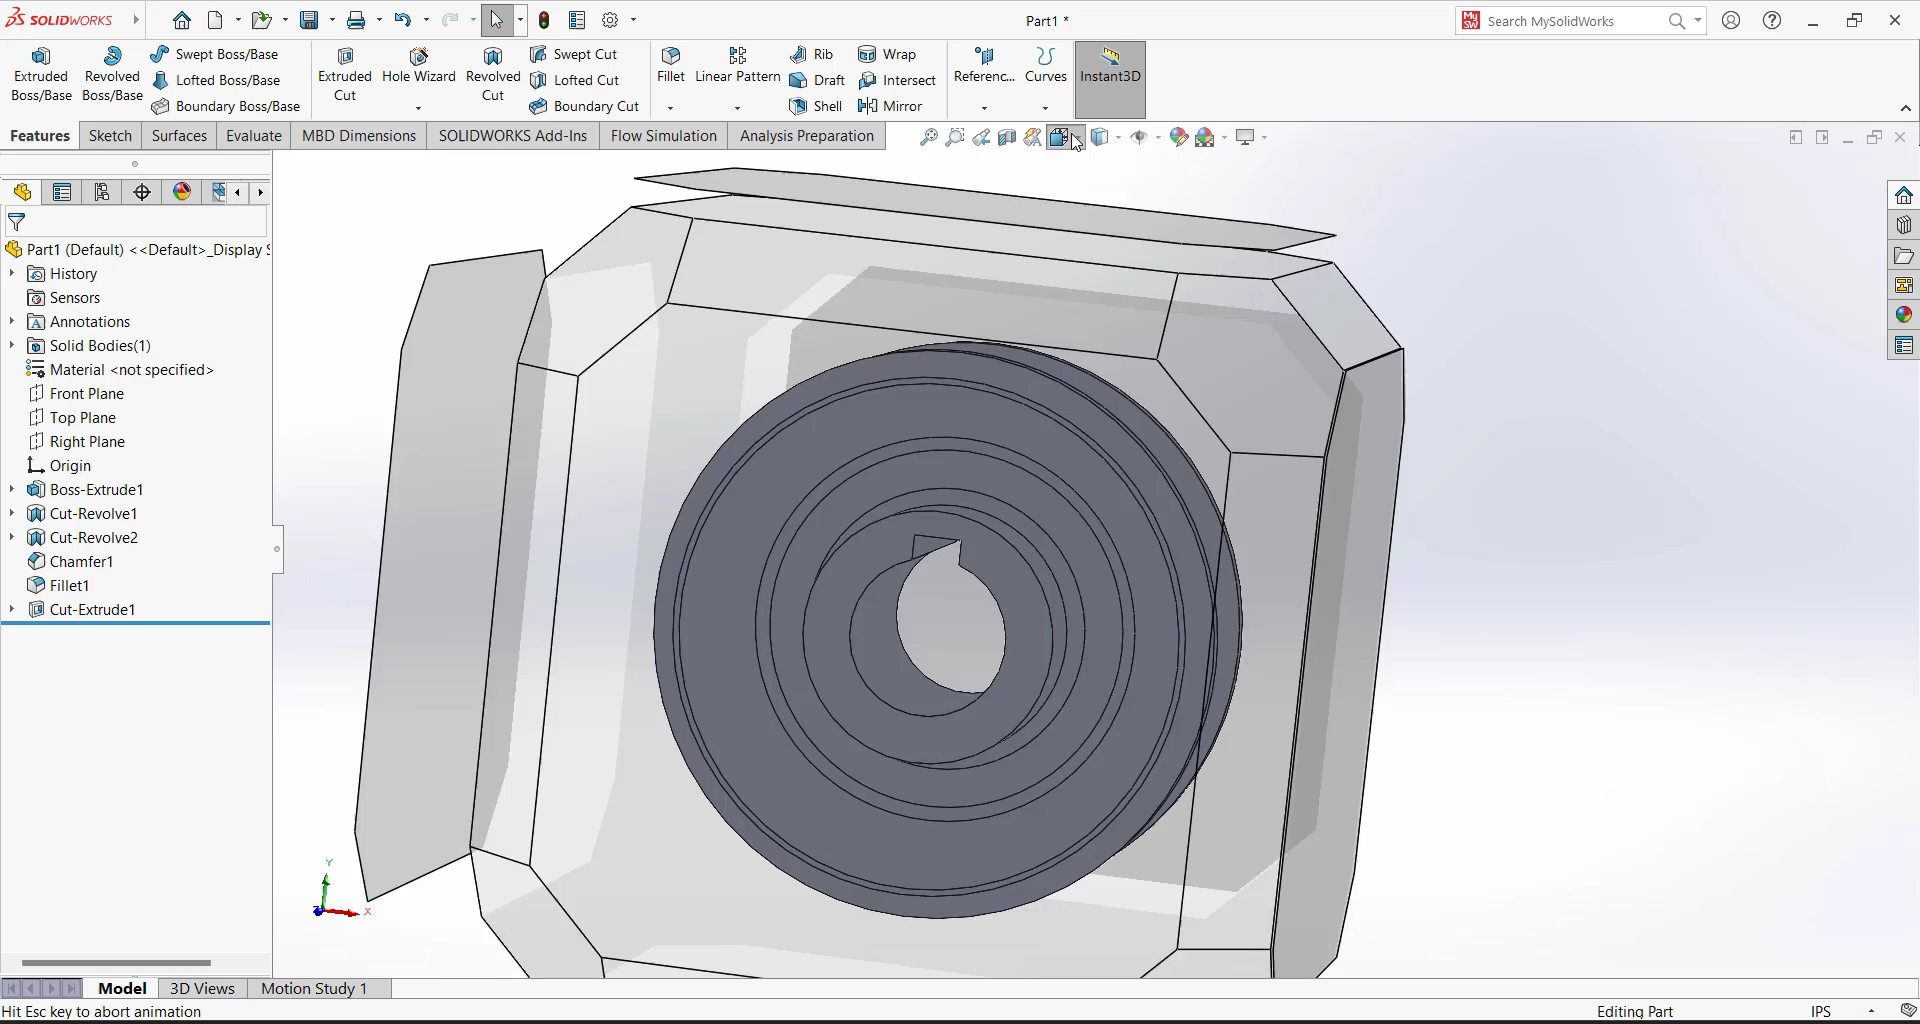 SOLIDWORKS
Part1 *
Search MySolidWorks
My
SW
Extruded
Boss/Base
Revolved
Boss/Base
Swept Boss/Base
Lofted Boss/Base
Boundary Boss/Base
Extruded
Cut
Hole Wizard
Revolved
Cut
Swept Cut
Lofted Cut
Boundary Cut
Fillet
Linear Pattern
Rib
Draft
Shell
Wrap
Intersect
Mirror
Referenc...
Curves
Instant3D
Features
Sketch
Surfaces
Evaluate
MBD Dimensions
SOLIDWORKS Add-Ins
Flow Simulation
Analysis Preparation
Part1 (Default) <<Default>_Display S
History
Sensors
Annotations
Solid Bodies(1)
Material <not specified>
Front Plane
Top Plane
Right Plane
Origin
Boss-Extrude1
Cut-Revolve1
Cut-Revolve2
Chamfer1
Fillet1
Cut-Extrude1
Y
X
Z
Model
3D Views
Motion Study 1
Hit Esc key to abort animation
Editing Part
IPS